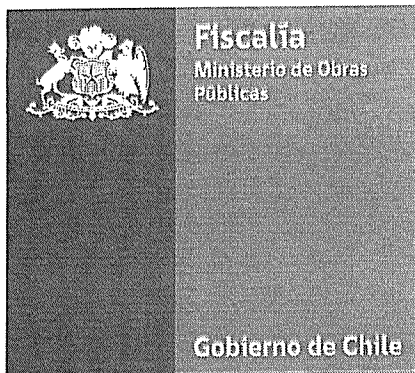 Fiscalía
Ministerio de Obras
Públicas
Gobierno de Chile